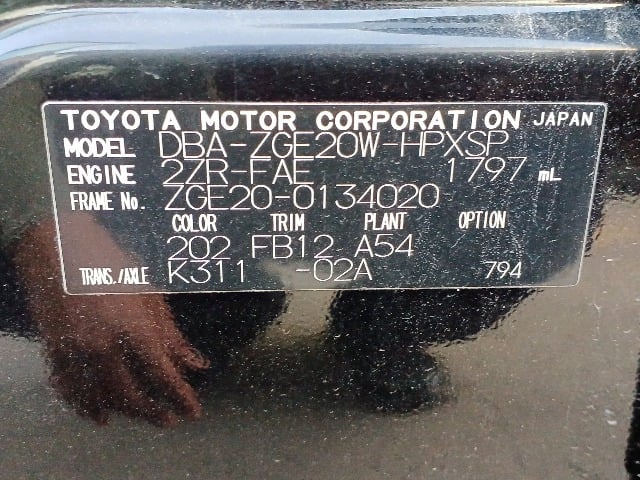 TOYOTA MOTOR CORPORATION JAPAN
MODEL DBA-ZGE20W-HPXSP
ENGINE 2ZR-FAE 1797 mL
FRAME No. ZGE20-0134020
COLOR TRIM PLANT OPTION
202 FB12 A54
TRANS./AXLE K311 -02A 794